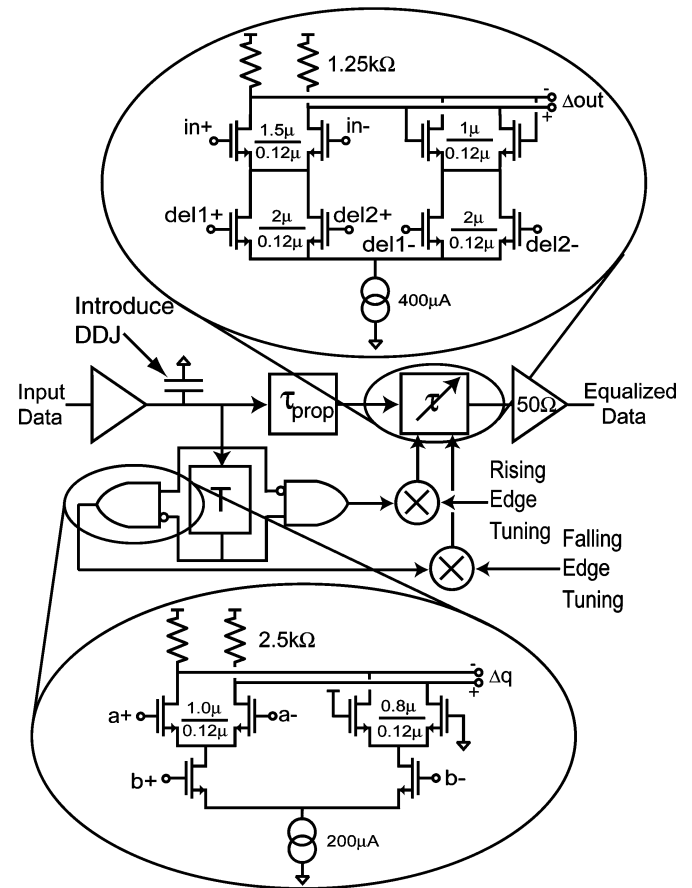 1.25kΩ
-
Δout
+
in+
1.5μ
0.12μ
in-
1μ
0.12μ
del1+
2μ
0.12μ
del2+
del1-
2μ
0.12μ
del2-
400μA
Introduce
DDJ
Input
Data
τprop
τ
50Ω
Equalized
Data
T
Rising
Edge
Tuning
Falling
Edge
Tuning
2.5kΩ
-
Δq
+
a+
1.0μ
0.12μ
a-
0.8μ
0.12μ
b+
b-
200μA